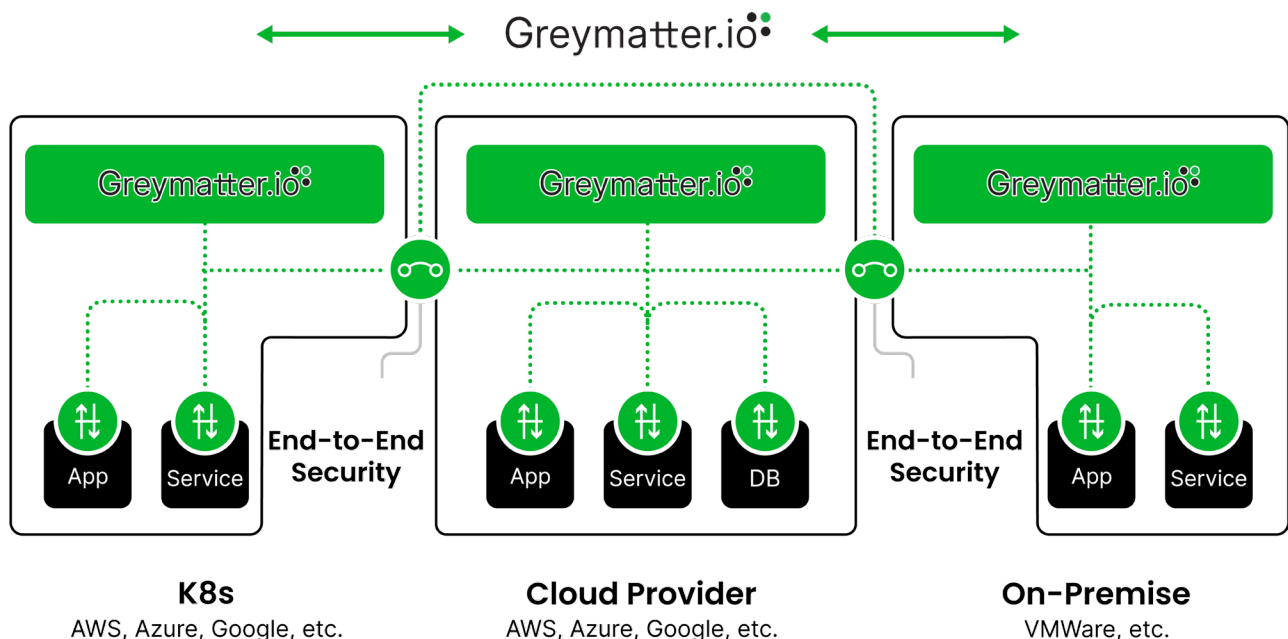 Greymatter.io
Greymatter.io
Greymatter.io
Greymatter.io
App
Service
End-to-End
Security
App
Service
DB
End-to-End
Security
App
Service
K8s
AWS, Azure, Google, etc.
Cloud Provider
AWS, Azure, Google, etc.
On-Premise
VMWare, etc.